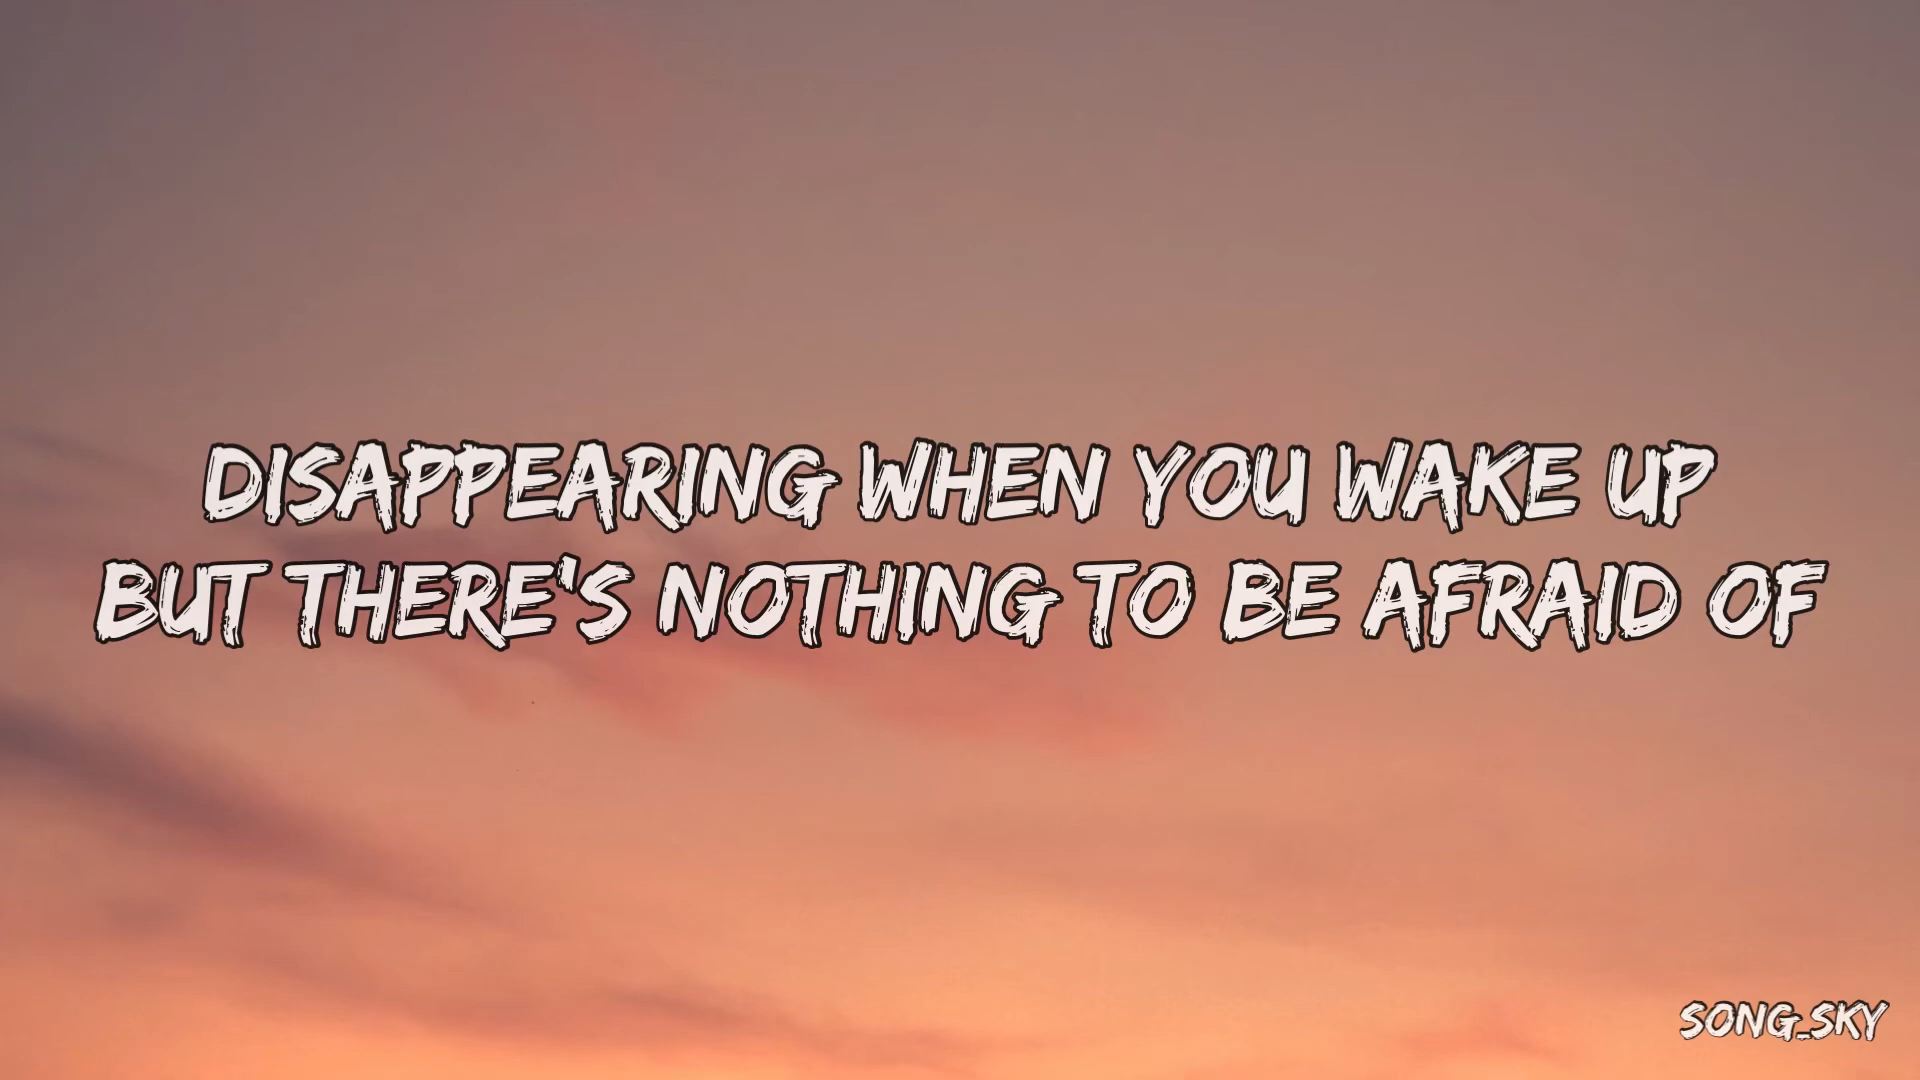 DISAPPEARING WHEN YOU WAKE UP
BUT THERE'S NOTHING TO BE AFRAID OF
SONG_SKY